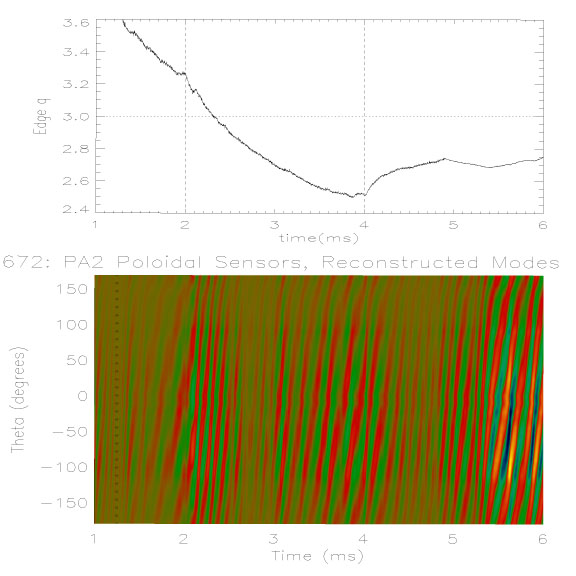 3.6
3.4
3.2
3.0
2.8
2.6
2.4
Edge q
1 2 3 4 5 6
time(ms)
672: PA2 Poloidal Sensors, Reconstructed Modes
150
100
50
0
-50
-100
-150
Theta (degrees)
1 2 3 4 5 6
Time (ms)